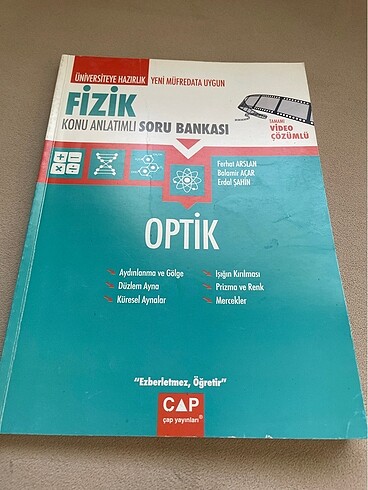 ÜNİVERSİTEYE HAZIRLIK YENİ MÜFREDATA UYGUN
FİZİK
KONU ANLATIMLI SORU BANKASI
TAMAMI
VİDEO
ÇÖZÜMLÜ
Ferhat ARSLAN
Balamir AÇAR
Erdal ŞAHİN
OPTİK
Aydınlanma ve Gölge
Düzlem Ayna
Küresel Aynalar
Işığın Kırılması
Prizma ve Renk
Mercekler
"Ezberletmez, Öğretir"
ÇAP
çap yayınları®